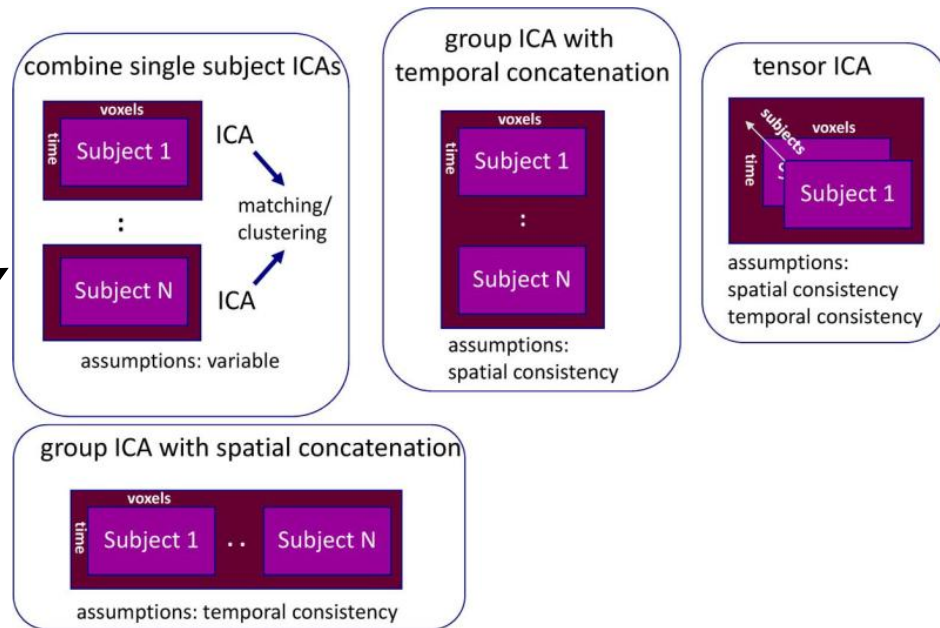 combine single subject ICAs
voxels
time
Subject 1
ICA
:
matching/
clustering
Subject N
ICA
assumptions: variable
group ICA with
temporal concatenation
voxels
time
Subject 1
:
Subject N
assumptions:
spatial consistency
tensor ICA
subjects
voxels
time
Subject 1
assumptions:
spatial consistency
temporal consistency
group ICA with spatial concatenation
voxels
time
Subject 1 . . Subject N
assumptions: temporal consistency